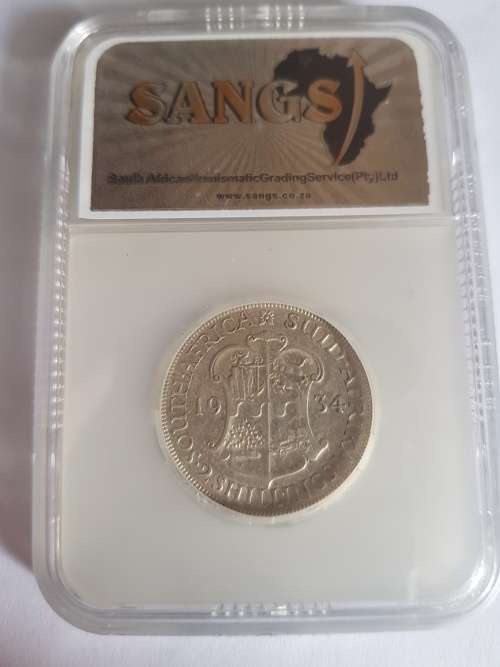 SANGS
South African Numismatic Grading Service (Pty) Ltd
www.sangs.co.za
SOUTH AFRICA SUID AFRIKA
19 34
2 SHILLINGS